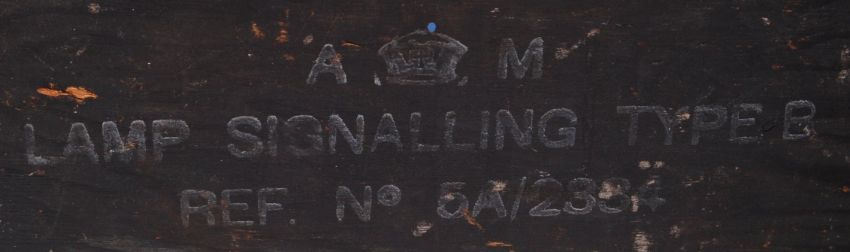 A M
LAMP SIGNALLING TYPE B
REF. Nº 5A/2334